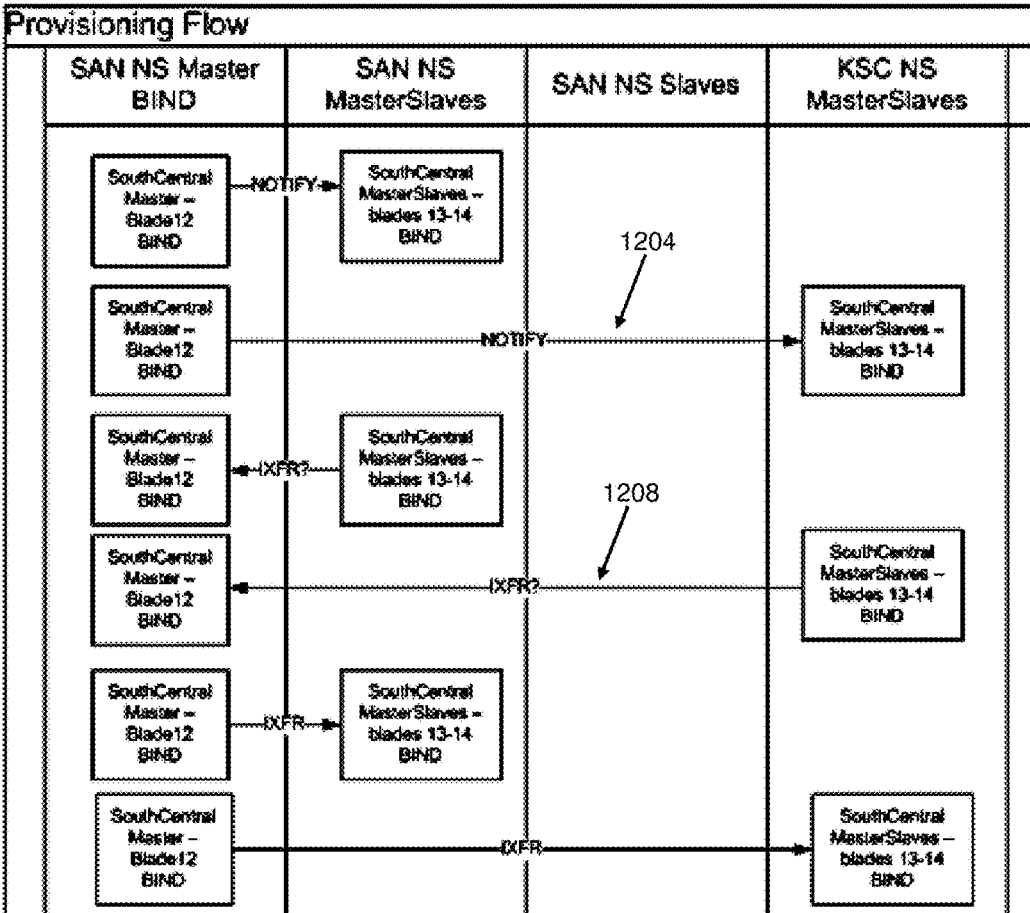 Provisioning Flow
SAN NS Master
BIND
SAN NS
MasterSlaves
SAN NS Slaves
KSC NS
MasterSlaves
SouthCentral
Master –
Blade12
BIND
NOTIFY
SouthCentral
MasterSlaves –
blades 13-14
BIND
1204
SouthCentral
Master –
Blade12
BIND
NOTIFY
SouthCentral
MasterSlaves –
blades 13-14
BIND
SouthCentral
Master –
Blade12
BIND
IXFR?
SouthCentral
MasterSlaves –
blades 13-14
BIND
1208
SouthCentral
Master –
Blade12
BIND
IXFR?
SouthCentral
MasterSlaves –
blades 13-14
BIND
SouthCentral
Master –
Blade12
BIND
IXFR
SouthCentral
MasterSlaves –
blades 13-14
BIND
SouthCentral
Master –
Blade12
BIND
IXFR
SouthCentral
MasterSlaves –
blades 13-14
BIND